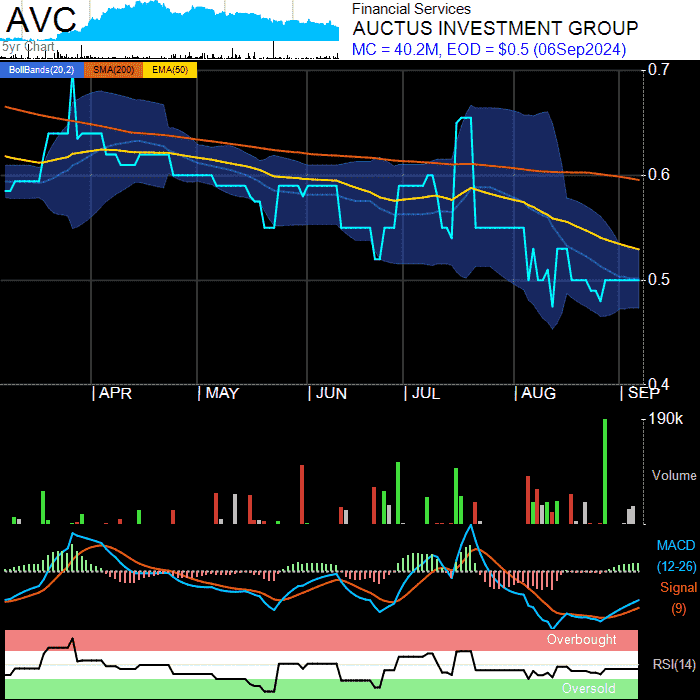 AVC
5yr Chart
Financial Services
AUCTUS INVESTMENT GROUP
MC = 40.2M, EOD = $0.5 (06Sep2024)
BollBands(20,2) SMA(200) EMA(50)
0.7
0.6
0.5
0.4
APR MAY JUN JUL AUG SEP
190k
Volume
MACD
(12-26)
Signal
(9)
Overbought
RSI(14)
Oversold